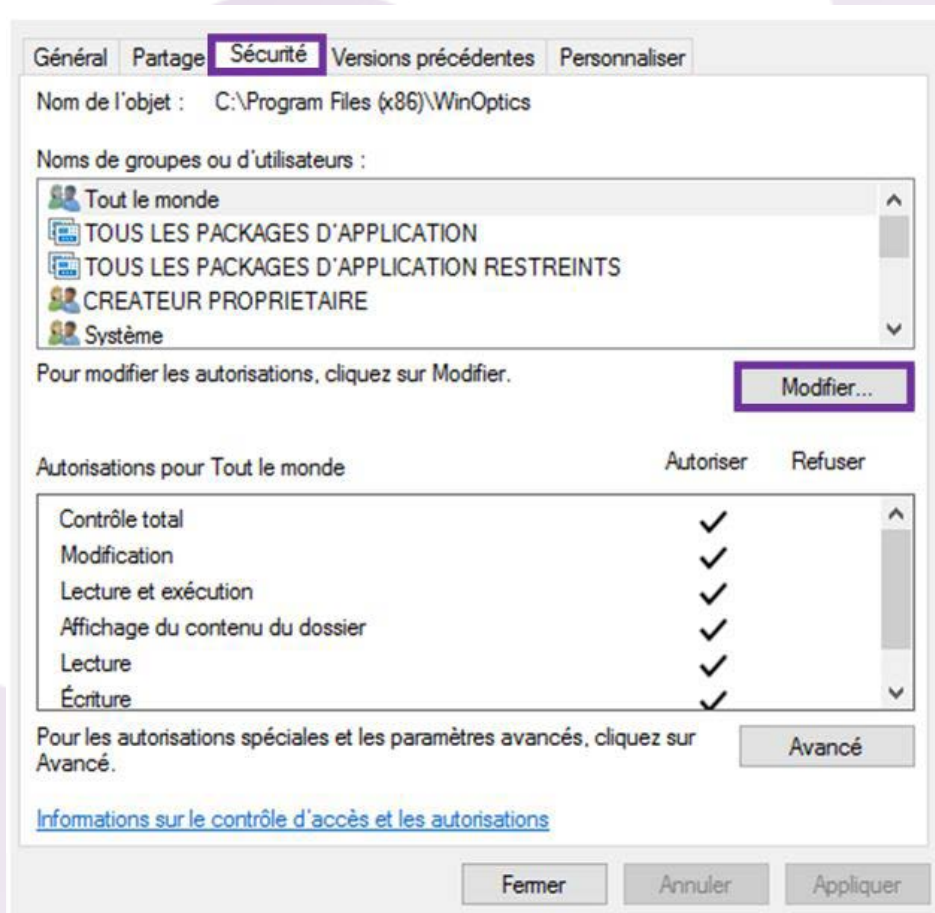 Général Partage Sécurité Versions précédentes Personnaliser
Nom de l'objet : C:\Program Files (x86)\WinOptics
Noms de groupes ou d'utilisateurs :
Tout le monde
TOUS LES PACKAGES D'APPLICATION
TOUS LES PACKAGES D'APPLICATION RESTREINTS
CREATEUR PROPRIETAIRE
Système
Pour modifier les autorisations, cliquez sur Modifier.
Modifier...
Autorisations pour Tout le monde Autoriser Refuser
Contrôle total
Modification
Lecture et exécution
Affichage du contenu du dossier
Lecture
Écriture
Pour les autorisations spéciales et les paramètres avancés, cliquez sur
Avancé.
Avancé
Informations sur le contrôle d'accès et les autorisations
Fermer Annuler Appliquer